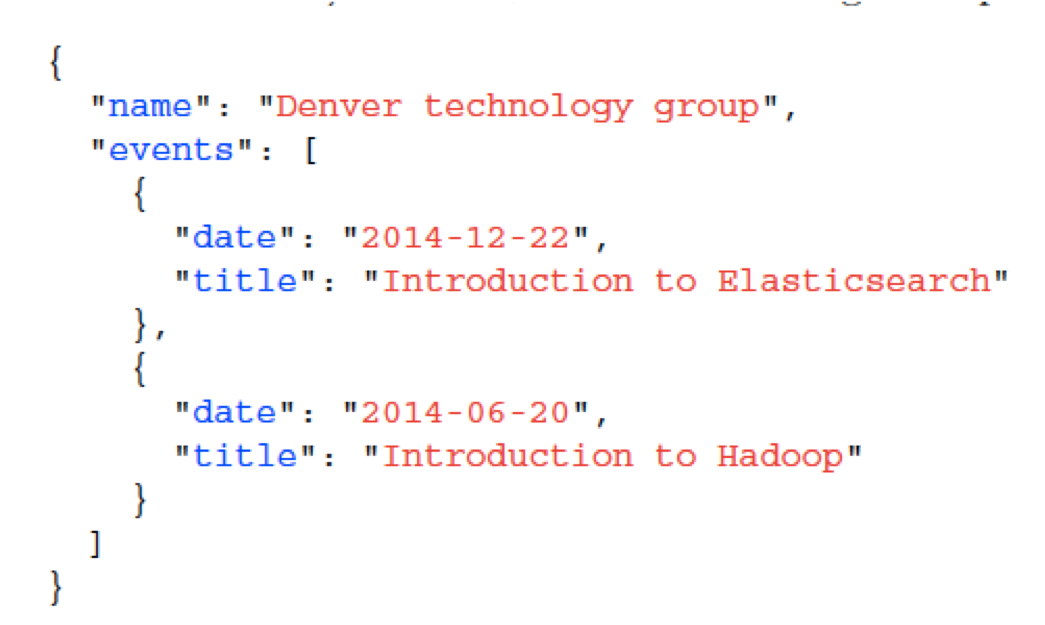 {
  "name": "Denver technology group",
  "events": [
    {
      "date": "2014-12-22",
      "title": "Introduction to Elasticsearch"
    },
    {
      "date": "2014-06-20",
      "title": "Introduction to Hadoop"
    }
  ]
}